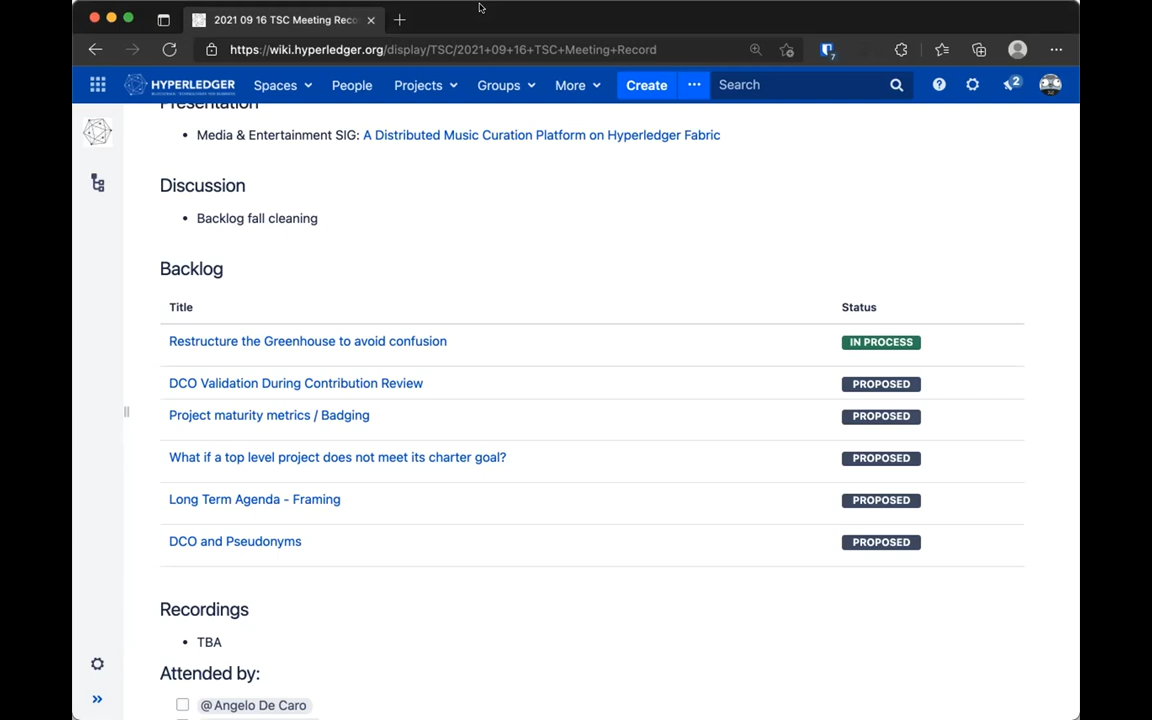 2021 09 16 TSC Meeting Reco
https://wiki.hyperledger.org/display/TSC/2021+09+16+TSC+Meeting+Record
7
HYPERLEDGER
Spaces
People
Projects
Groups
More
Create
Search
2
Presentation
• Media & Entertainment SIG: A Distributed Music Curation Platform on Hyperledger Fabric
Discussion
• Backlog fall cleaning
Backlog
Title Status
Restructure the Greenhouse to avoid confusion IN PROCESS
DCO Validation During Contribution Review PROPOSED
Project maturity metrics / Badging PROPOSED
What if a top level project does not meet its charter goal? PROPOSED
Long Term Agenda - Framing PROPOSED
DCO and Pseudonyms PROPOSED
Recordings
• TBA
Attended by:
@Angelo De Caro